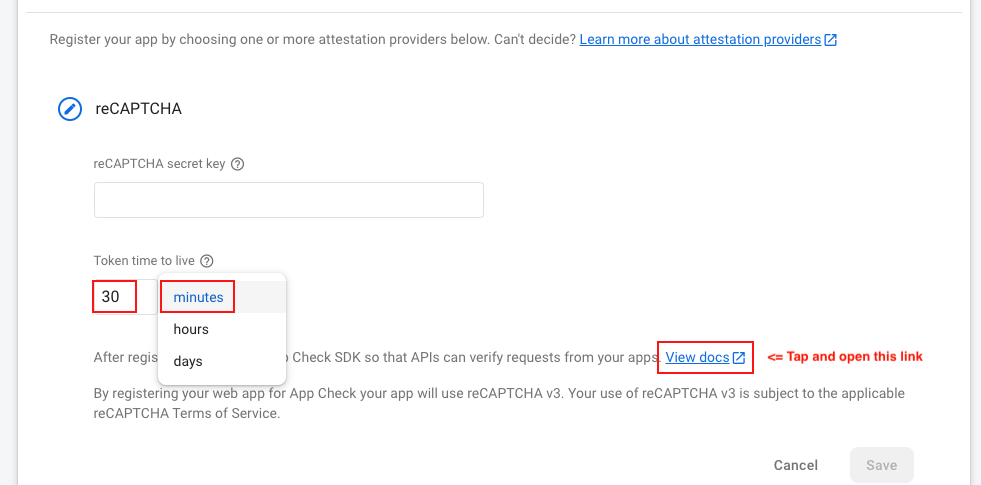 Register your app by choosing one or more attestation providers below. Can't decide? Learn more about attestation providers
reCAPTCHA
reCAPTCHA secret key
Token time to live
30
minutes
hours
days
After regis Check SDK so that APIs can verify requests from your apps. View docs <= Tap and open this link
By registering your web app for App Check your app will use reCAPTCHA v3. Your use of reCAPTCHA v3 is subject to the applicable
reCAPTCHA Terms of Service.
Cancel Save